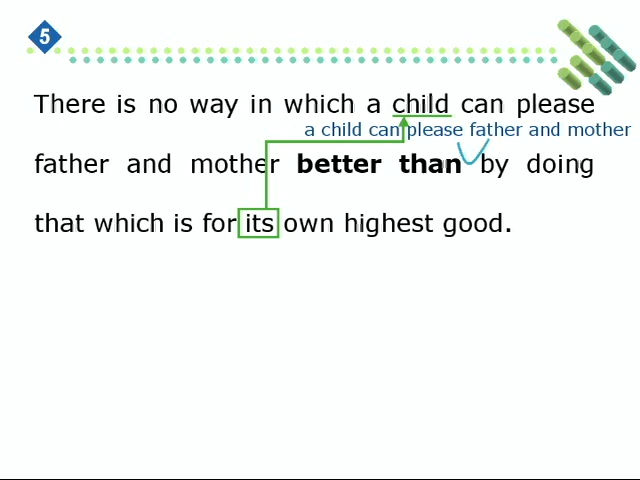 5
There is no way in which a child can please
a child can please father and mother
father and mother better than by doing
that which is for its own highest good.